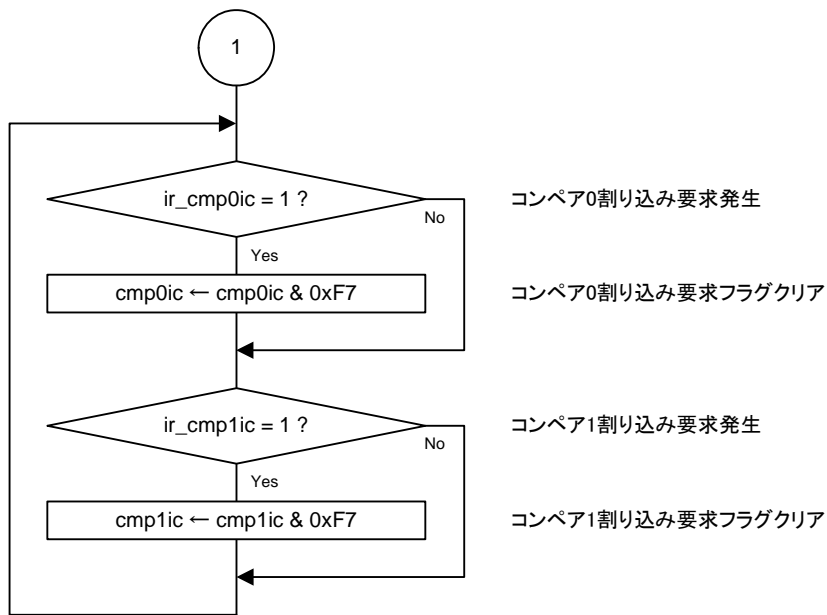 1
ir_cmp0ic = 1 ?
コンペア0割り込み要求発生
No
Yes
cmp0ic ← cmp0ic & 0xF7
コンペア0割り込み要求フラグクリア
ir_cmp1ic = 1 ?
コンペア1割り込み要求発生
No
Yes
cmp1ic ← cmp1ic & 0xF7
コンペア1割り込み要求フラグクリア